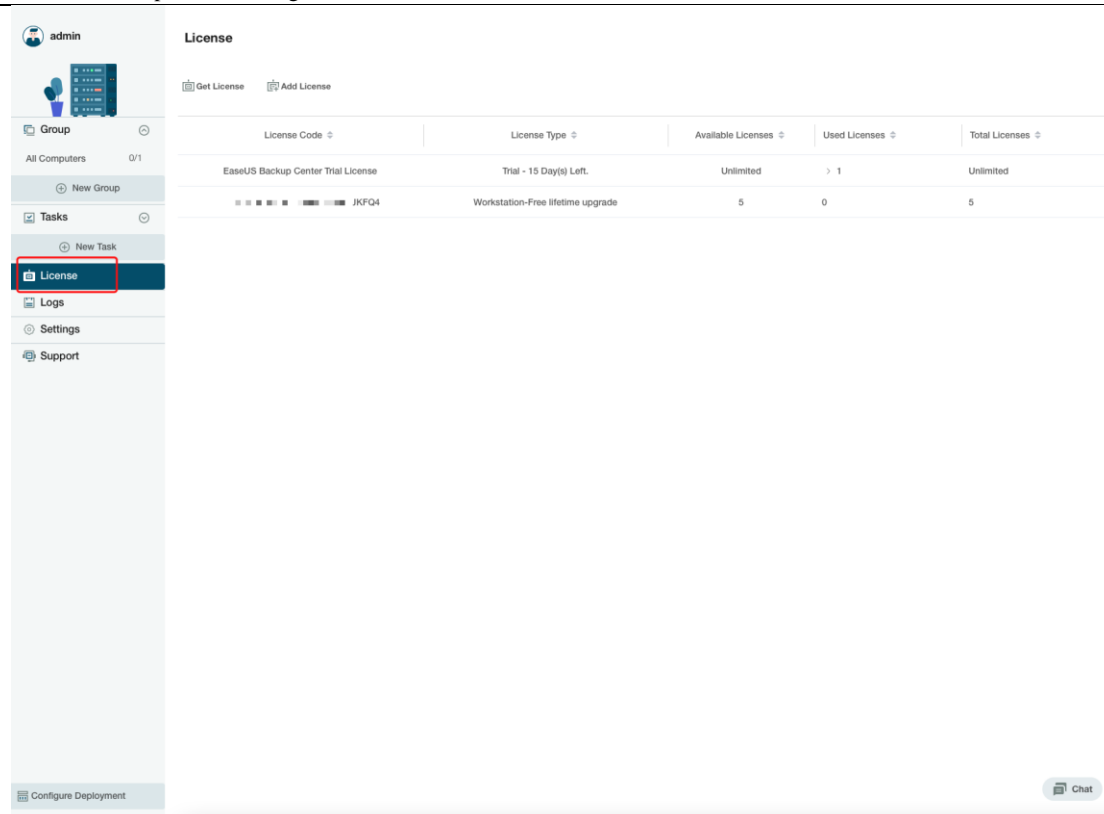 admin
License
Get License Add License
Group
All Computers 0/1
New Group
Tasks
New Task
License
Logs
Settings
Support
License Code License Type Available Licenses Used Licenses Total Licenses
EaseUS Backup Center Trial License Trial - 15 Day(s) Left. Unlimited > 1 Unlimited
JKFQ4 Workstation-Free lifetime upgrade 5 0 5
Configure Deployment
Chat